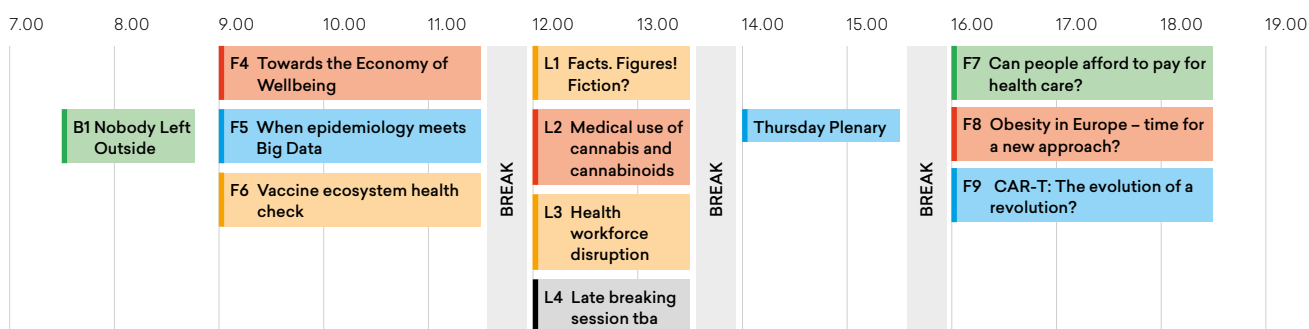 7.00 8.00 9.00 10.00 11.00 12.00 13.00 14.00 15.00 16.00 17.00 18.00 19.00
B1 Nobody Left
Outside
F4 Towards the Economy of
Wellbeing
F5 When epidemiology meets
Big Data
F6 Vaccine ecosystem health
check
BREAK
L1 Facts. Figures!
Fiction?
L2 Medical use of
cannabis and
cannabinoids
L3 Health
workforce
disruption
L4 Late breaking
session tba
BREAK
Thursday Plenary
BREAK
F7 Can people afford to pay for
health care?
F8 Obesity in Europe – time for
a new approach?
F9 CAR-T: The evolution of a
revolution?